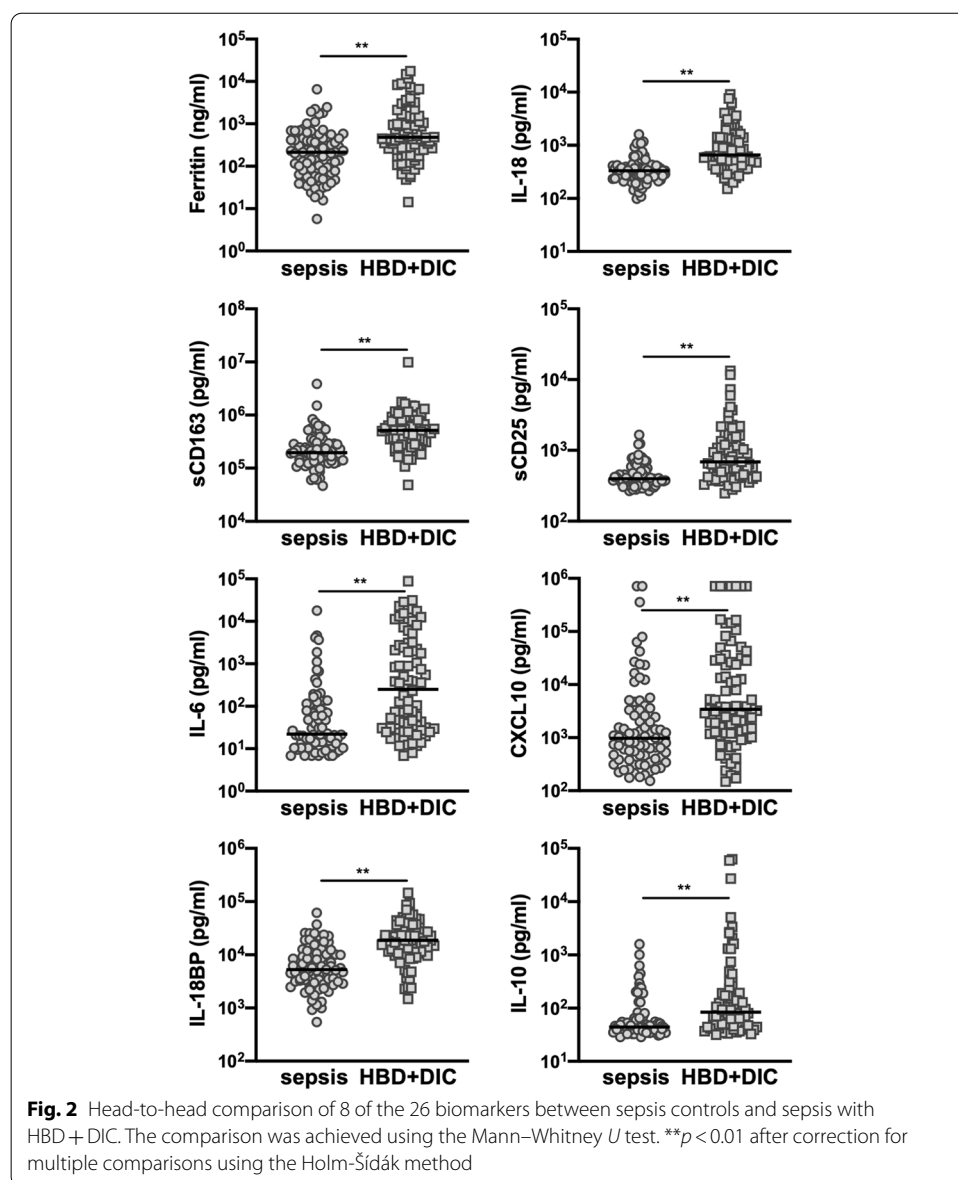 10⁵
10⁴
10³
10²
10¹
10⁰
Ferritin (ng/ml)
**
sepsis HBD+DIC
10⁵
10⁴
10³
10²
10¹
IL-18 (pg/ml)
**
sepsis HBD+DIC
10⁸
10⁷
10⁶
10⁵
10⁴
sCD163 (pg/ml)
**
sepsis HBD+DIC
10⁵
10⁴
10³
10²
sCD25 (pg/ml)
**
sepsis HBD+DIC
10⁵
10⁴
10³
10²
10¹
10⁰
IL-6 (pg/ml)
**
sepsis HBD+DIC
10⁶
10⁵
10⁴
10³
10²
CXCL10 (pg/ml)
**
sepsis HBD+DIC
10⁶
10⁵
10⁴
10³
10²
IL-18BP (pg/ml)
**
sepsis HBD+DIC
10⁵
10⁴
10³
10²
10¹
IL-10 (pg/ml)
**
sepsis HBD+DIC
Fig. 2 Head-to-head comparison of 8 of the 26 biomarkers between sepsis controls and sepsis with
HBD + DIC. The comparison was achieved using the Mann–Whitney U test. **p < 0.01 after correction for
multiple comparisons using the Holm-Šídák method